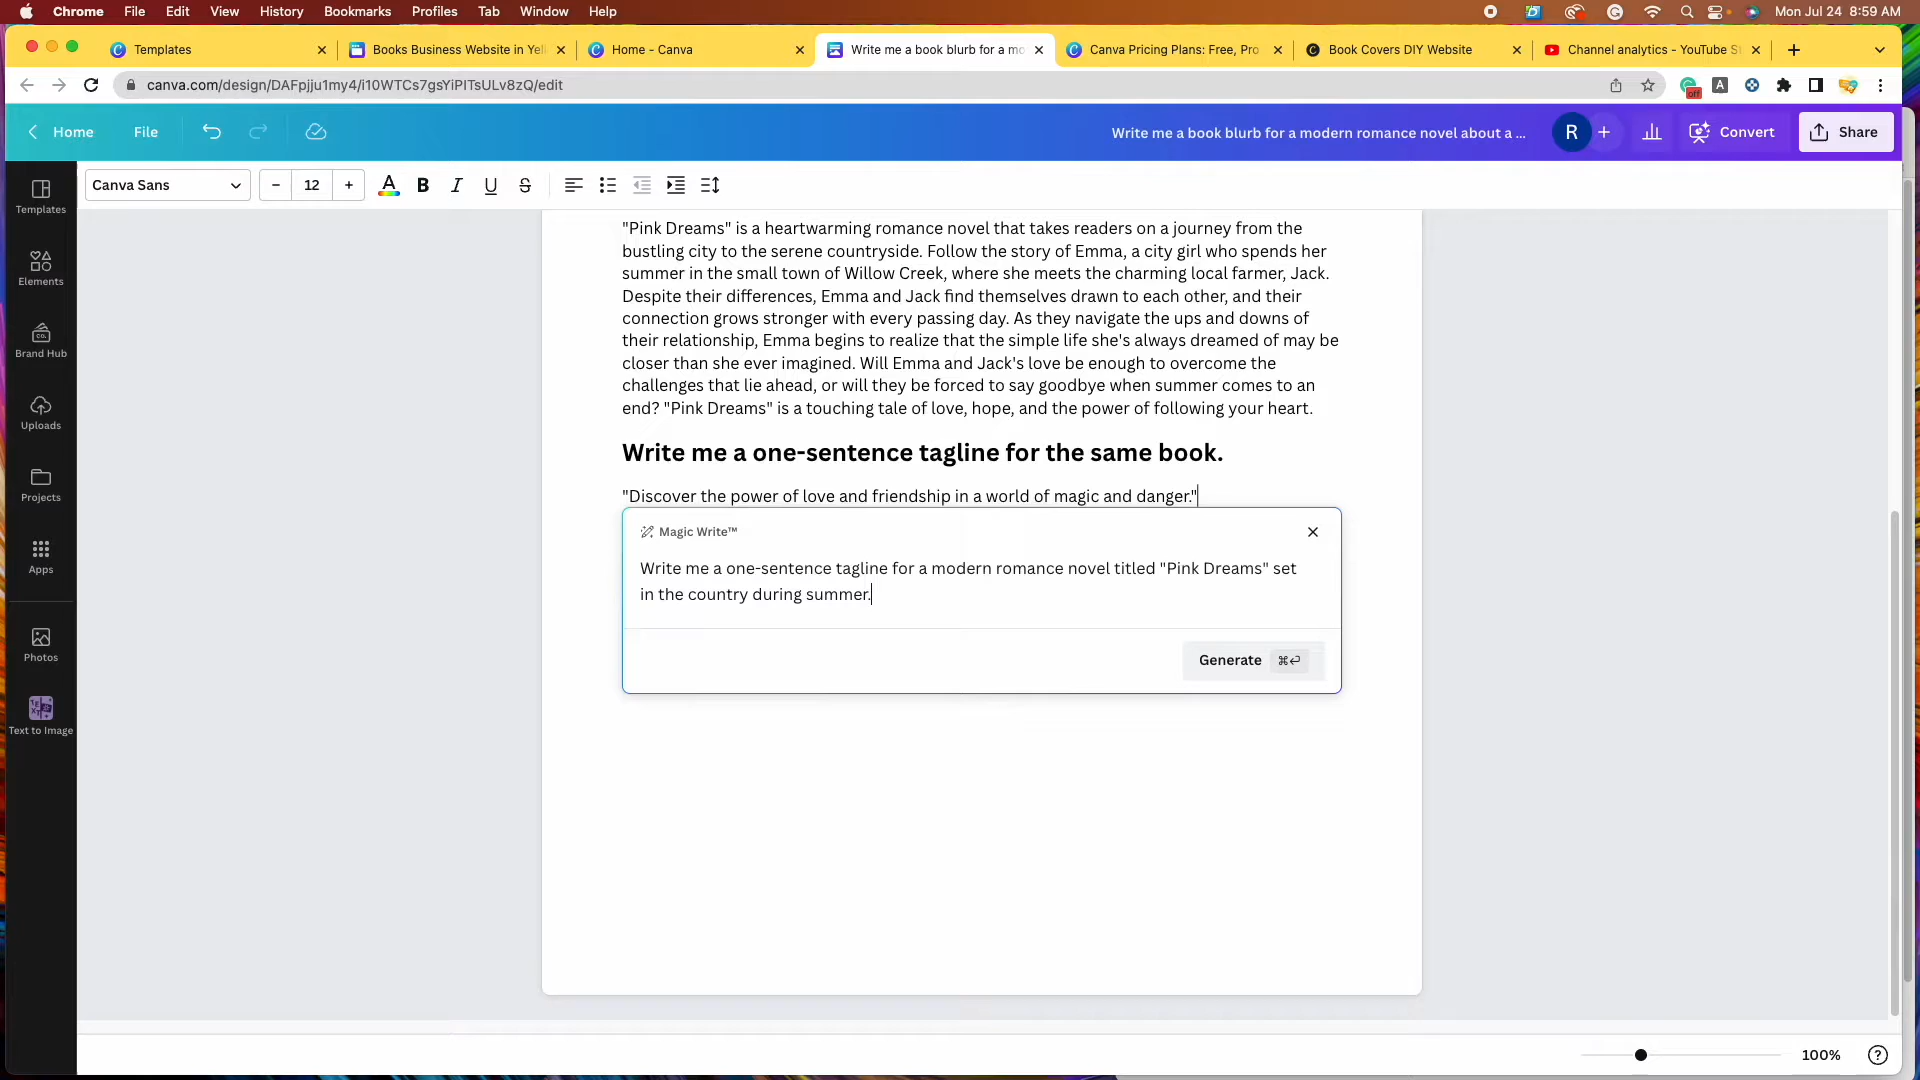 Chrome File Edit View History Bookmarks Profiles Tab Window Help Mon Jul 24 8:59 AM
Templates Books Business Website in Yel Home - Canva Write me a book blurb for a mo Canva Pricing Plans: Free, Pro Book Covers DIY Website Channel analytics - YouTube S
canva.com/design/DAFpjju1my4/i10WTCs7gsYiPITsULv8zQ/edit
off
A
Home File Write me a book blurb for a modern romance novel about a ... R + Convert Share
Canva Sans − 12 + A B I U S
Templates
Elements
CO.
Brand Hub
Uploads
Projects
Apps
Photos
Text to Image
"Pink Dreams" is a heartwarming romance novel that takes readers on a journey from the
bustling city to the serene countryside. Follow the story of Emma, a city girl who spends her
summer in the small town of Willow Creek, where she meets the charming local farmer, Jack.
Despite their differences, Emma and Jack find themselves drawn to each other, and their
connection grows stronger with every passing day. As they navigate the ups and downs of
their relationship, Emma begins to realize that the simple life she's always dreamed of may be
closer than she ever imagined. Will Emma and Jack's love be enough to overcome the
challenges that lie ahead, or will they be forced to say goodbye when summer comes to an
end? "Pink Dreams" is a touching tale of love, hope, and the power of following your heart.
Write me a one-sentence tagline for the same book.
"Discover the power of love and friendship in a world of magic and danger."
Magic Write™
Write me a one-sentence tagline for a modern romance novel titled "Pink Dreams" set
in the country during summer.
Generate ⌘⏎
100% ?